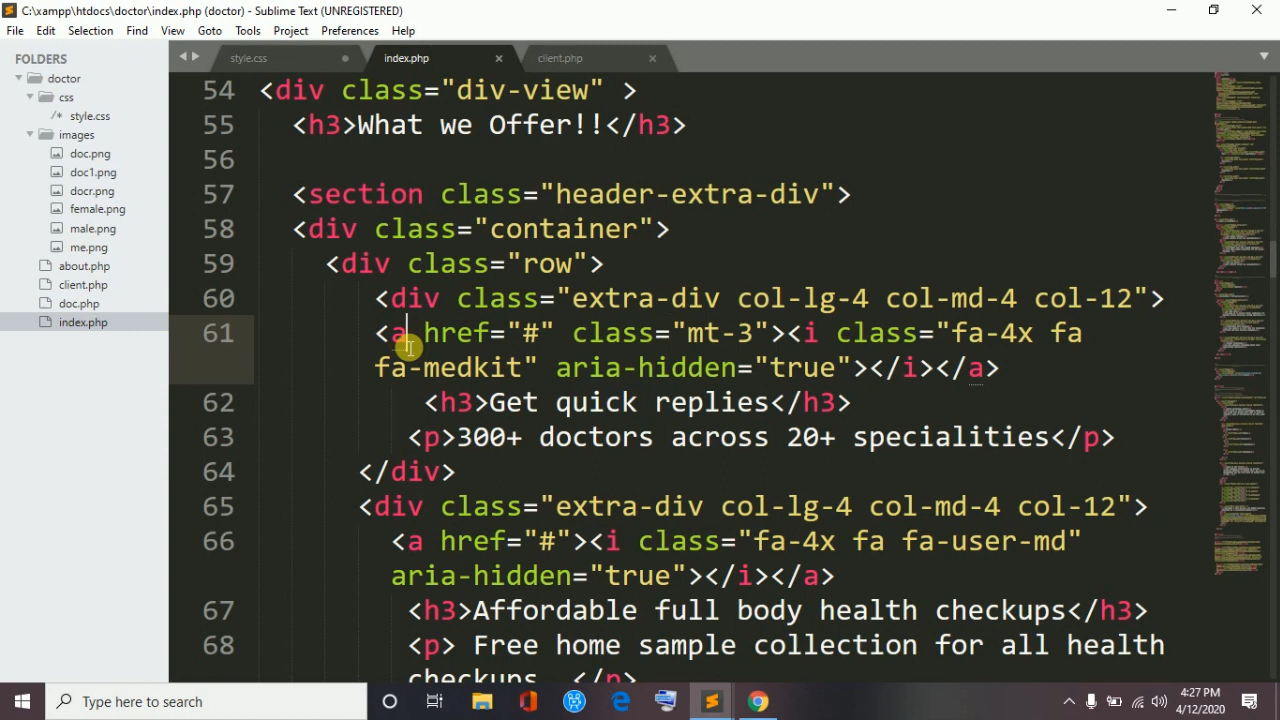 C:\xampp\htdocs\doctor\index.php (doctor) - Sublime Text (UNREGISTERED)
File Edit Selection Find View Goto Tools Project Preferences Help
FOLDERS
doctor
css
/* style.css
images
doc.png
doc1.png
docr.png
female.png
male.png
me.png
about.php
client.php
doc.php
index.php
style.css index.php client.php
54 <div class="div-view" >
55 <h3>What we Offer!!</h3>
56
57 <section class="header-extra-div">
58 <div class="container">
59 <div class="row">
60 <div class="extra-div col-lg-4 col-md-4 col-12">
61 <a href="#" class="mt-3"><i class="fa-4x fa
fa-medkit" aria-hidden="true"></i></a>
62 <h3>Get quick replies</h3>
63 <p>300+ doctors across 20+ specialities</p>
64 </div>
65 <div class="extra-div col-lg-4 col-md-4 col-12">
66 <a href="#"><i class="fa-4x fa fa-user-md"
aria-hidden="true"></i></a>
67 <h3>Affordable full body health checkups</h3>
68 <p> Free home sample collection for all health
checkups. </p>
Type here to search
4:27 PM
4/12/2020